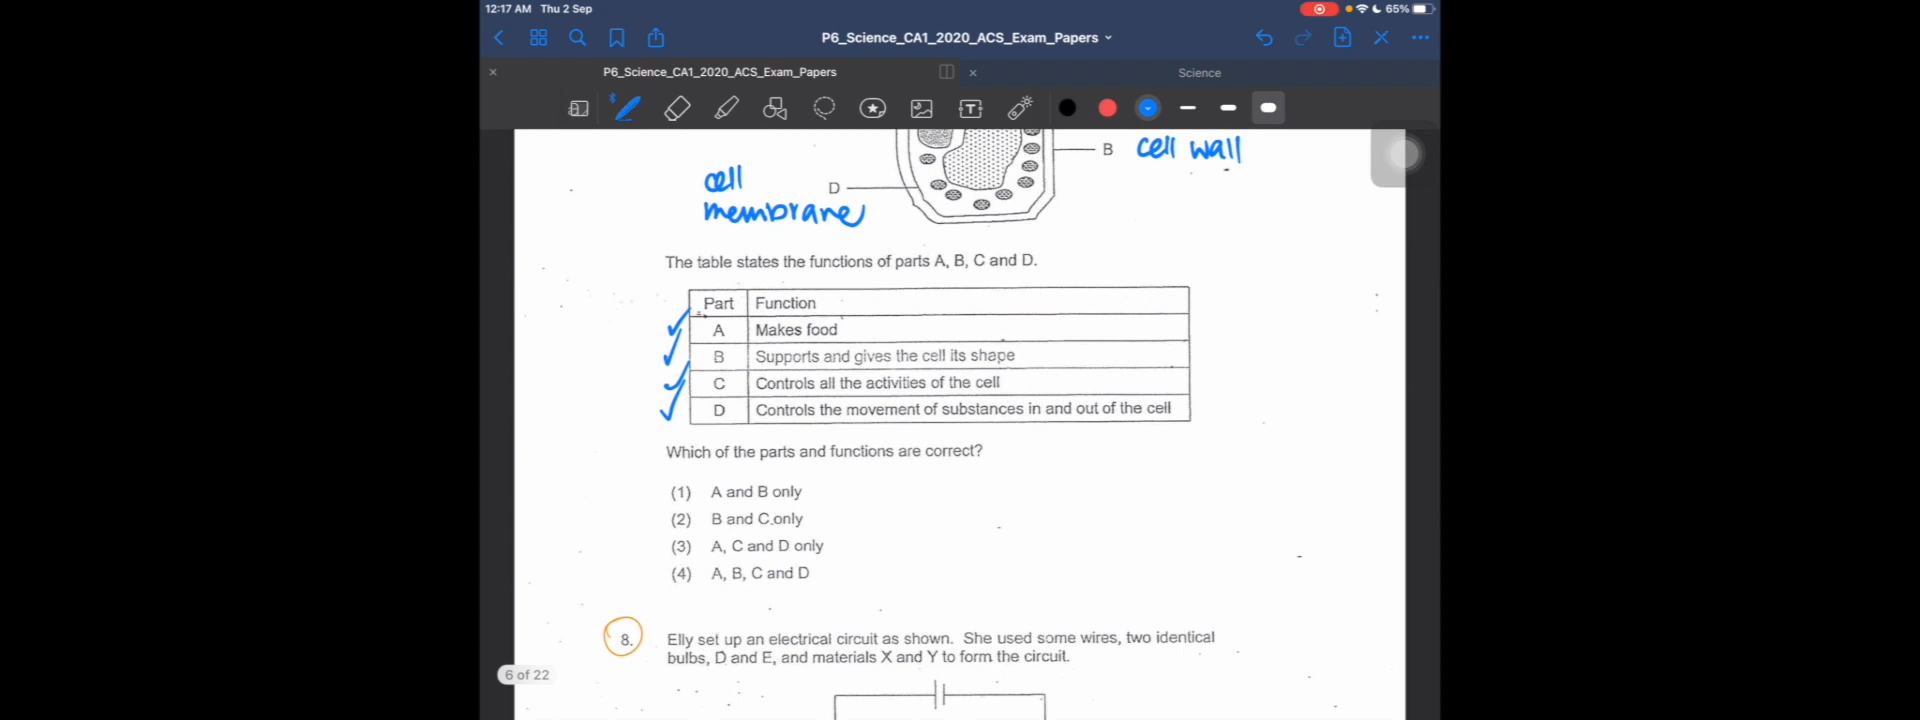 12:17 AM Thu 2 Sep
65%
P6_Science_CA1_2020_ACS_Exam_Papers
P6_Science_CA1_2020_ACS_Exam_Papers
Science
B cell wall
cell
membrane
D
The table states the functions of parts A, B, C and D.
Part Function
A Makes food
B Supports and gives the cell its shape
C Controls all the activities of the cell
D Controls the movement of substances in and out of the cell
Which of the parts and functions are correct?
(1) A and B only
(2) B and C only
(3) A, C and D only
(4) A, B, C and D
8. Elly set up an electrical circuit as shown. She used some wires, two identical
bulbs, D and E, and materials X and Y to form the circuit.
6 of 22